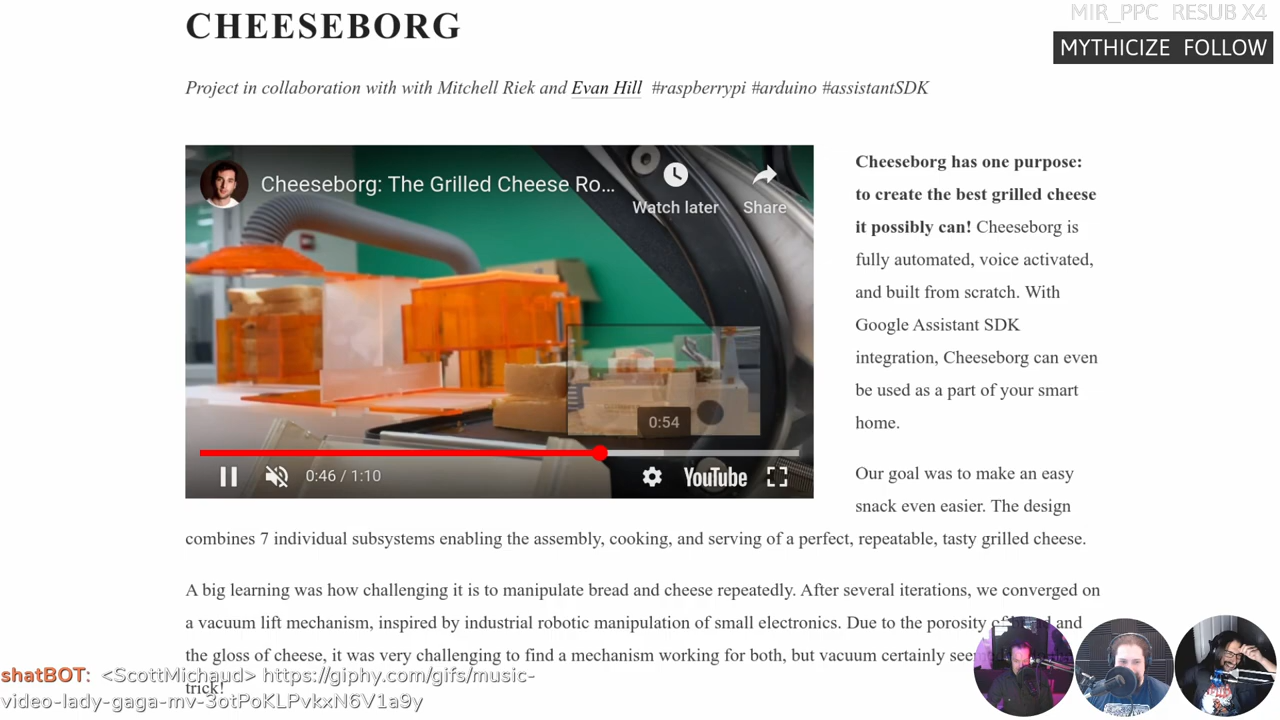 CHEESEBORG
MIR_PPC RESUB X4
MYTHICIZE FOLLOW
Project in collaboration with with Mitchell Riek and Evan Hill #raspberrypi #arduino #assistantSDK
Cheeseborg: The Grilled Cheese Ro...
Watch later
Share
0:54
0:46 / 1:10
YouTube
Cheeseborg has one purpose:
to create the best grilled cheese
it possibly can! Cheeseborg is
fully automated, voice activated,
and built from scratch. With
Google Assistant SDK
integration, Cheeseborg can even
be used as a part of your smart
home.
Our goal was to make an easy
snack even easier. The design
combines 7 individual subsystems enabling the assembly, cooking, and serving of a perfect, repeatable, tasty grilled cheese.
A big learning was how challenging it is to manipulate bread and cheese repeatedly. After several iterations, we converged on
a vacuum lift mechanism, inspired by industrial robotic manipulation of small electronics. Due to the porosity and
the gloss of cheese, it was very challenging to find a mechanism working for both, but vacuum certainly
trick!
shatBOT: <ScottMichaud> https://giphy.com/gifs/music-
video-lady-gaga-mv-3otPoKLPvkxN6V1a9y